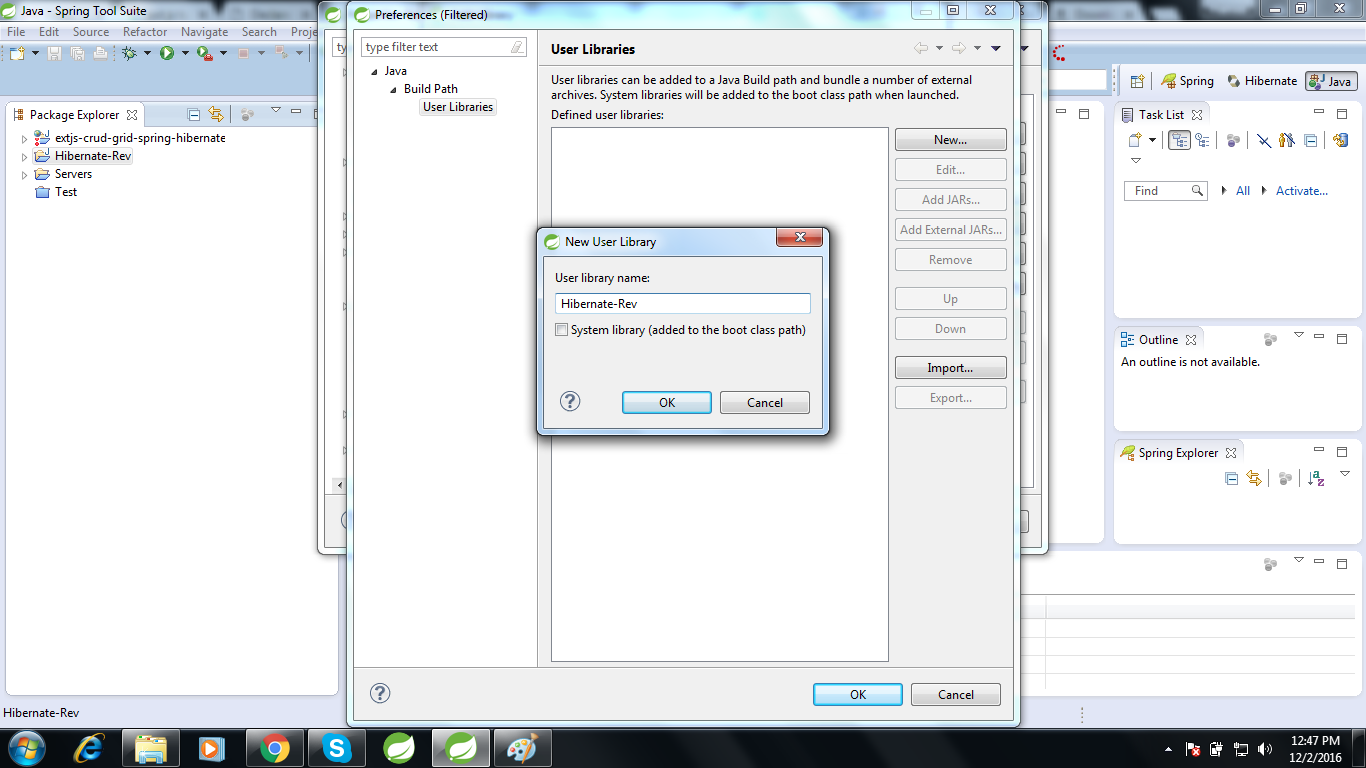 Java - Spring Tool Suite
File Edit Source Refactor Navigate Search Proje
Spring Hibernate Java
Package Explorer
extjs-crud-grid-spring-hibernate
Hibernate-Rev
Servers
Test
Preferences (Filtered)
type filter text
Java
Build Path
User Libraries
User Libraries
User libraries can be added to a Java Build path and bundle a number of external
archives. System libraries will be added to the boot class path when launched.
Defined user libraries:
New...
Edit...
Add JARs...
Add External JARs...
Remove
Up
Down
Import...
Export...
New User Library
User library name:
Hibernate-Rev
System library (added to the boot class path)
OK Cancel
OK Cancel
Task List
Find All Activate...
Outline
An outline is not available.
Spring Explorer
Hibernate-Rev
12:47 PM
12/2/2016